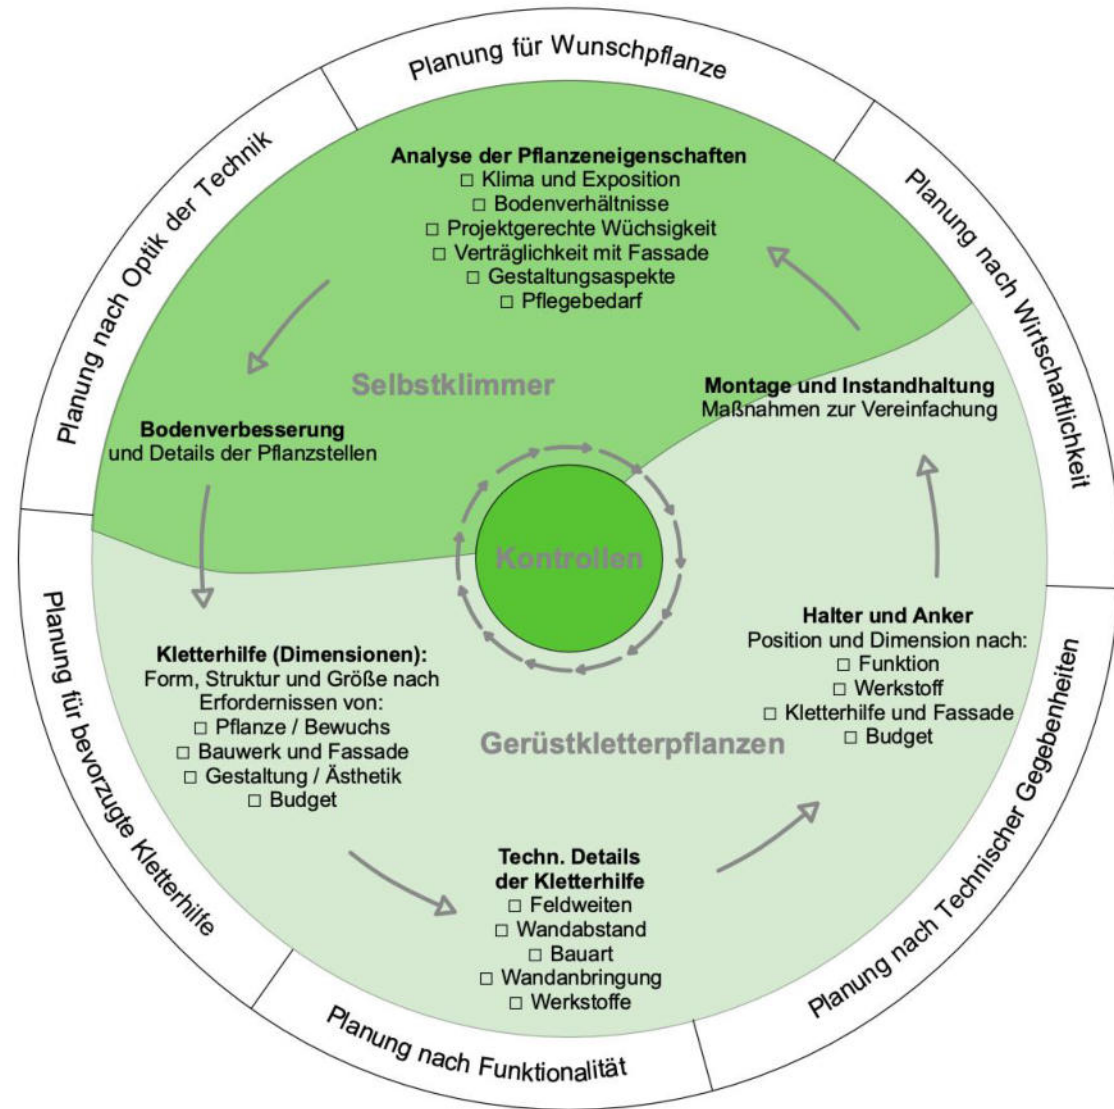 Planung für Wunschpflanze
Planung nach Wirtschaftlichkeit
Planung nach Technischer Gegebenheiten
Planung nach Funktionalität
Planung für bevorzugte Kletterhilfe
Planung nach Optik der Technik
Analyse der Pflanzeneigenschaften
□ Klima und Exposition
□ Bodenverhältnisse
□ Projektgerechte Wüchsigkeit
□ Verträglichkeit mit Fassade
□ Gestaltungsaspekte
□ Pflegebedarf
Selbstklimmer
Bodenverbesserung
und Details der Pflanzstellen
Kletterhilfe (Dimensionen):
Form, Struktur und Größe nach
Erfordernissen von:
□ Pflanze / Bewuchs
□ Bauwerk und Fassade
□ Gestaltung / Ästhetik
□ Budget
Techn. Details
der Kletterhilfe
□ Feldweiten
□ Wandabstand
□ Bauart
□ Wandanbringung
□ Werkstoffe
Halter und Anker
Position und Dimension nach:
□ Funktion
□ Werkstoff
□ Kletterhilfe und Fassade
□ Budget
Montage und Instandhaltung
Maßnahmen zur Vereinfachung
Kontrollen
Gerüstkletterpflanzen